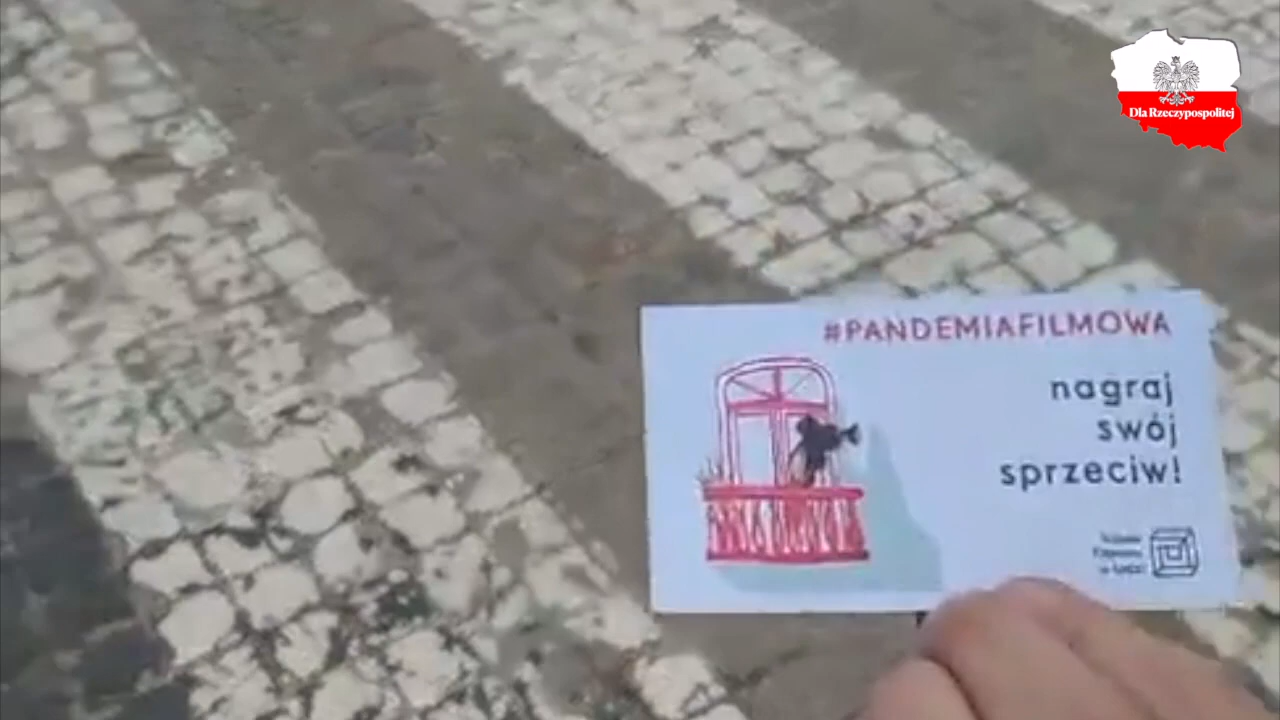 Dla Rzeczypospolitej
#PANDEMIAFILMOWA
nagraj
swój
sprzeciw!